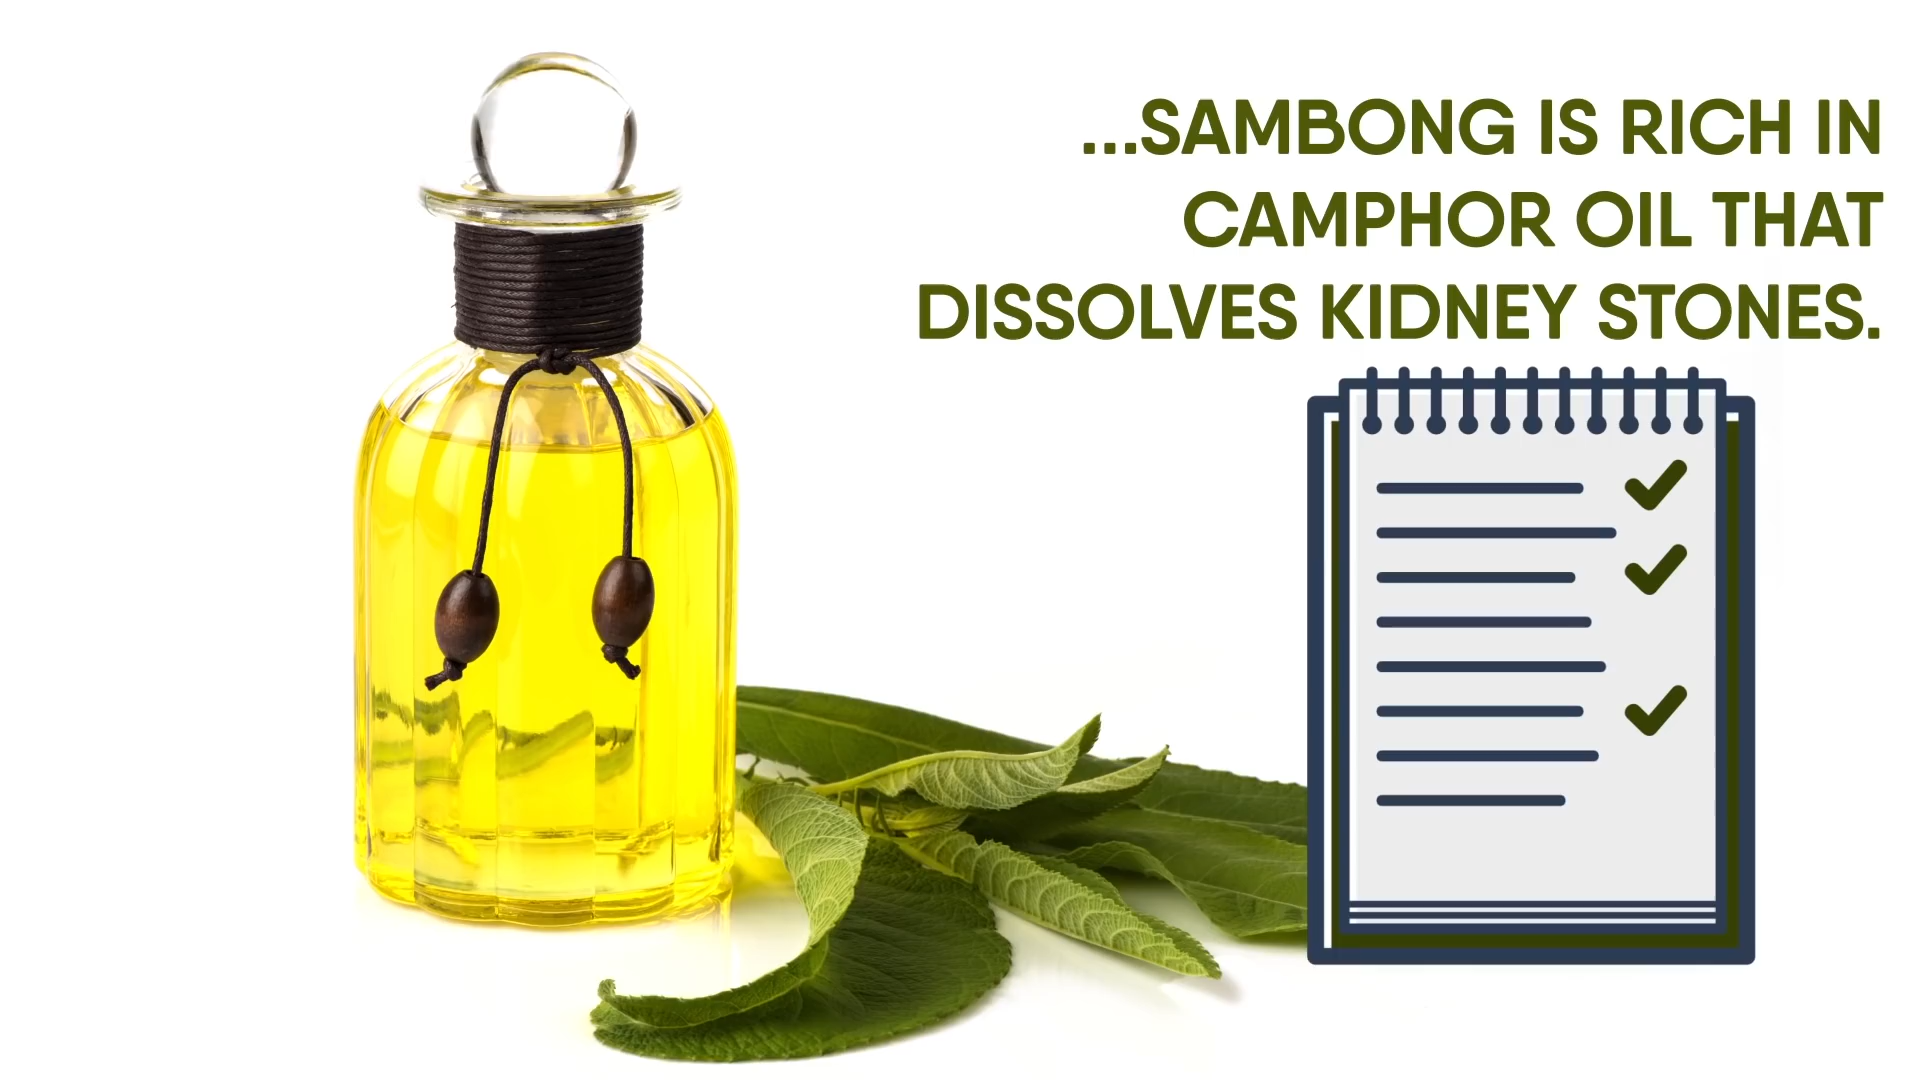 ...SAMBONG IS RICH IN
CAMPHOR OIL THAT
DISSOLVES KIDNEY STONES.